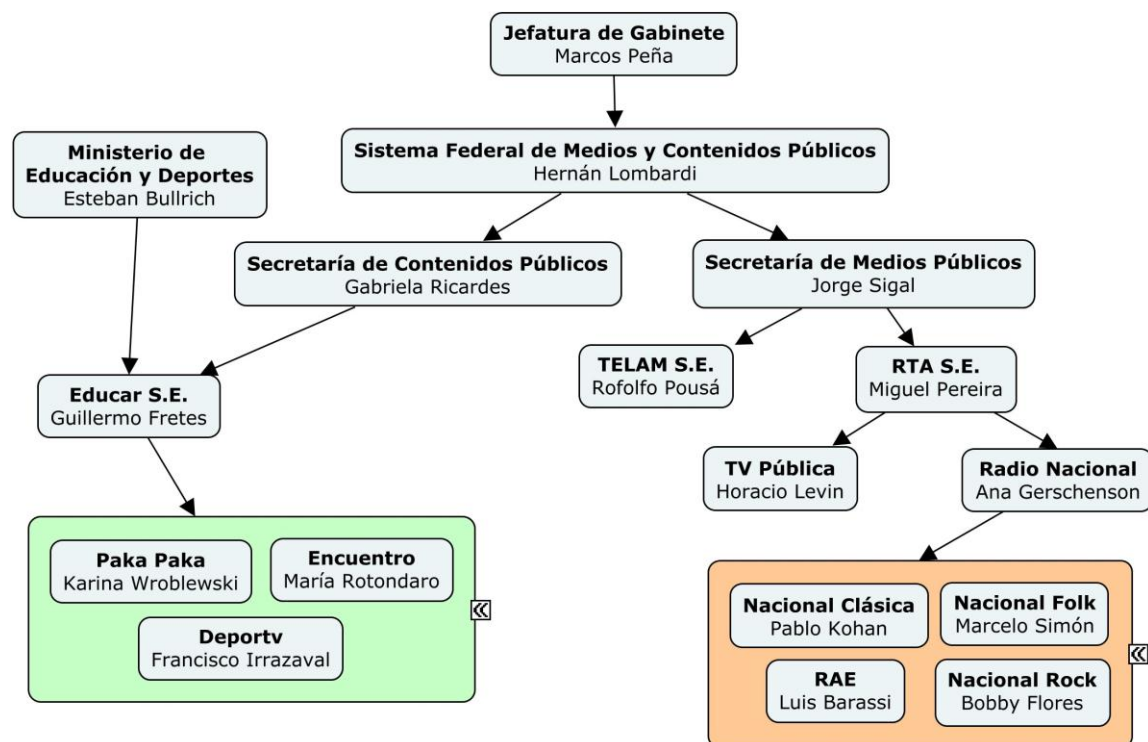 Jefatura de Gabinete
Marcos Peña
Sistema Federal de Medios y Contenidos Públicos
Hernán Lombardi
Ministerio de
Educación y Deportes
Esteban Bullrich
Secretaría de Contenidos Públicos
Gabriela Ricardes
Secretaría de Medios Públicos
Jorge Sigal
TELAM S.E.
Rofolfo Pousá
RTA S.E.
Miguel Pereira
Educar S.E.
Guillermo Fretes
TV Pública
Horacio Levin
Radio Nacional
Ana Gerschenson
Paka Paka
Karina Wroblewski
Encuentro
María Rotondaro
Deportv
Francisco Irrazaval
Nacional Clásica
Pablo Kohan
Nacional Folk
Marcelo Simón
RAE
Luis Barassi
Nacional Rock
Bobby Flores